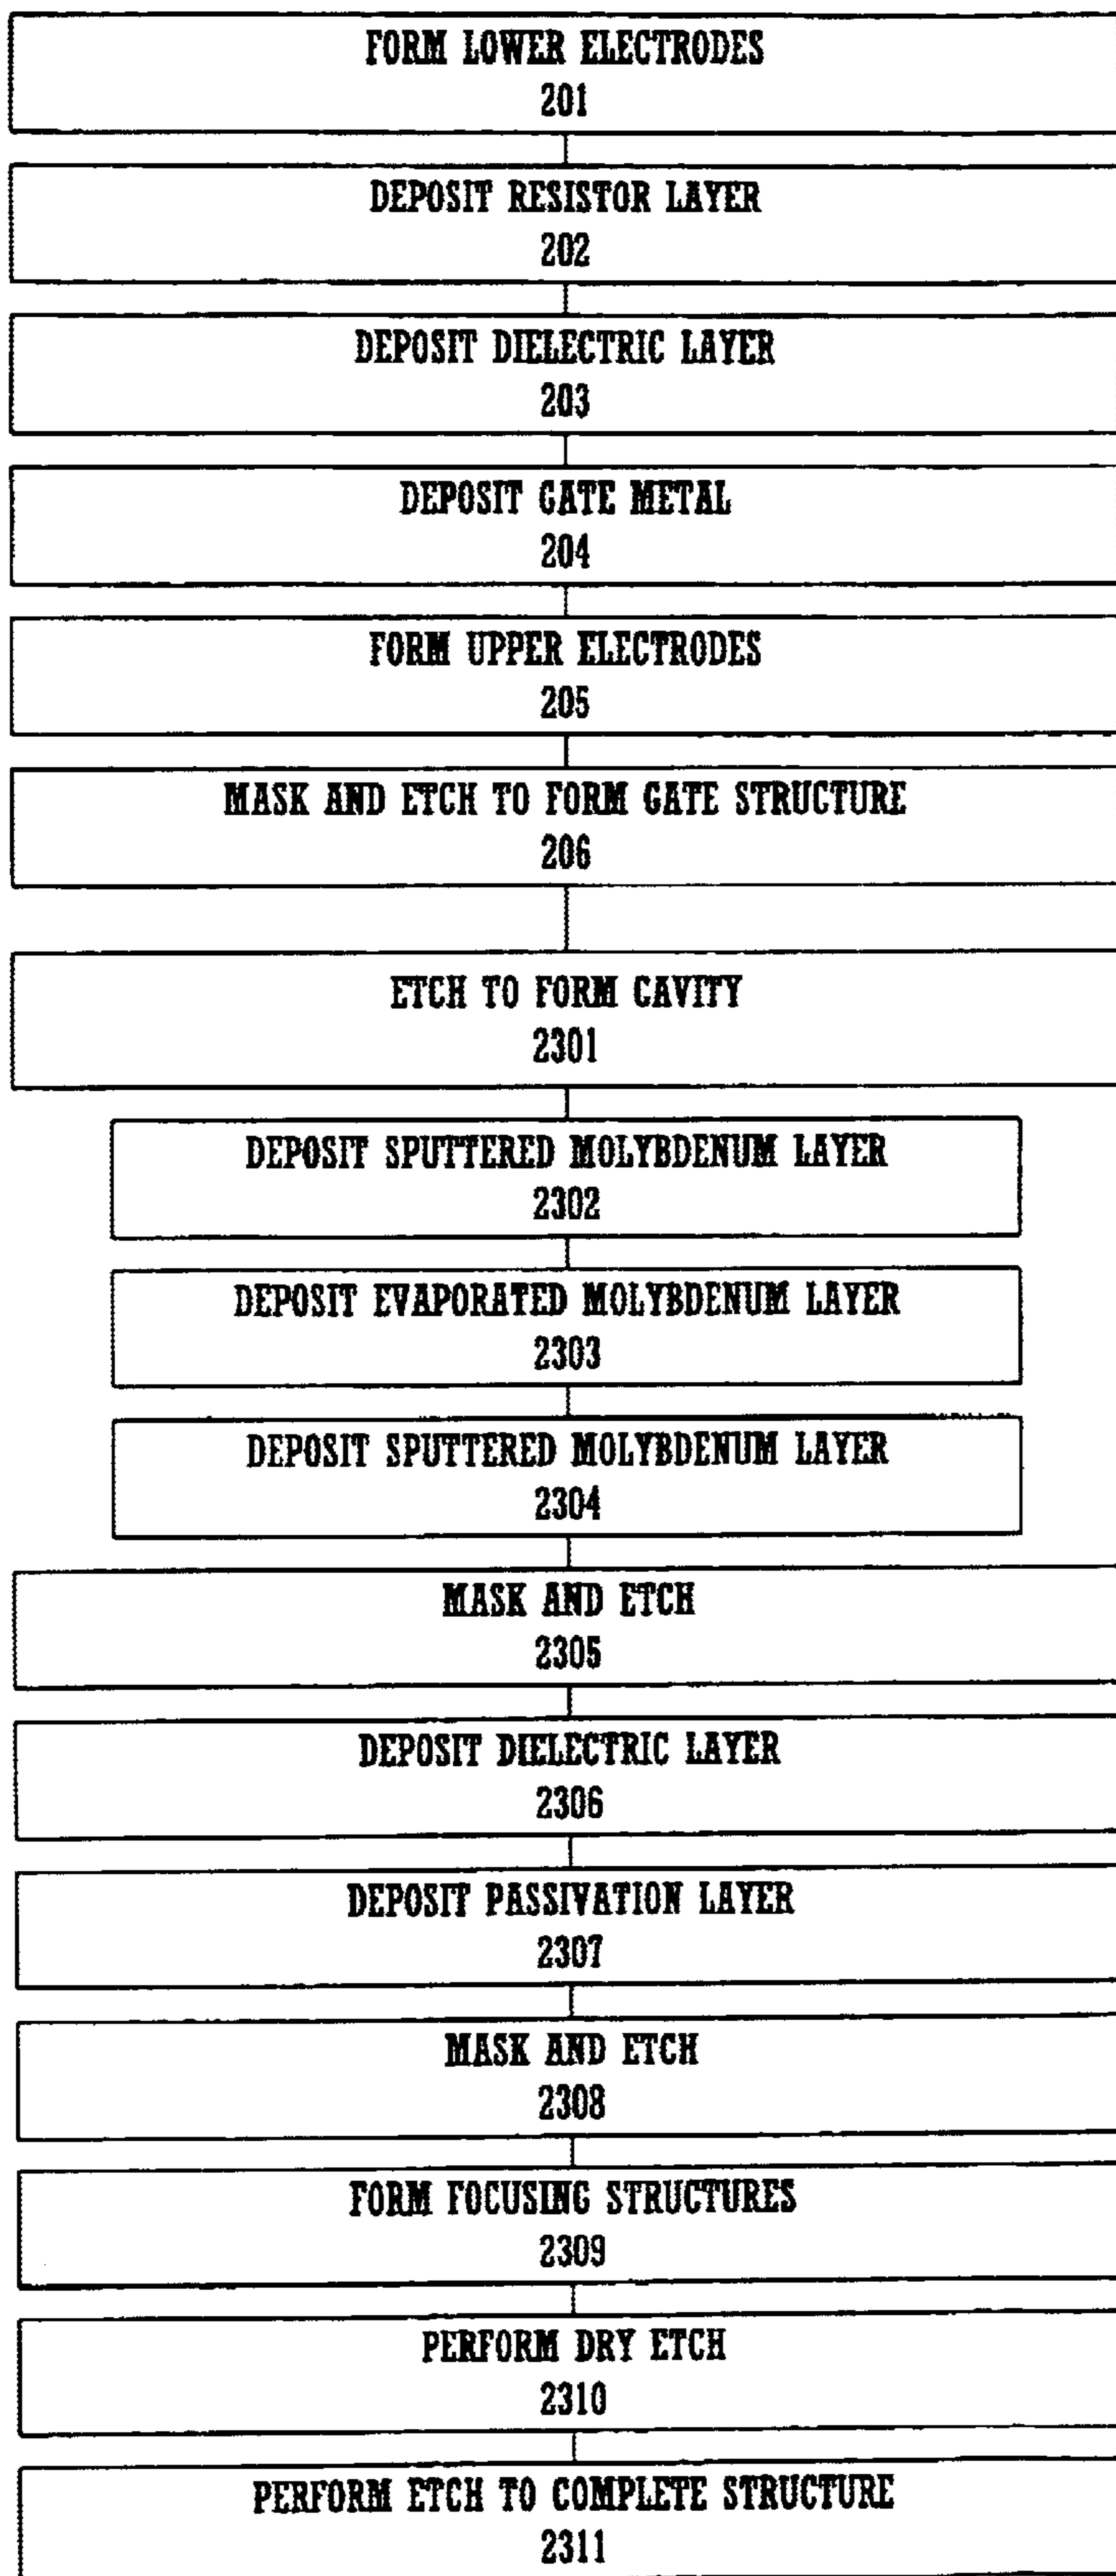 FORM LOWER ELECTRODES
201
DEPOSIT RESISTOR LAYER
202
DEPOSIT DIELECTRIC LAYER
203
DEPOSIT GATE METAL
204
FORM UPPER ELECTRODES
205
MASK AND ETCH TO FORM GATE STRUCTURE
206
ETCH TO FORM CAVITY
2301
DEPOSIT SPUTTERED MOLYBDENUM LAYER
2302
DEPOSIT EVAPORATED MOLYBDENUM LAYER
2303
DEPOSIT SPUTTERED MOLYBDENUM LAYER
2304
MASK AND ETCH
2305
DEPOSIT DIELECTRIC LAYER
2306
DEPOSIT PASSIVATION LAYER
2307
MASK AND ETCH
2308
FORM FOCUSING STRUCTURES
2309
PERFORM DRY ETCH
2310
PERFORM ETCH TO COMPLETE STRUCTURE
2311